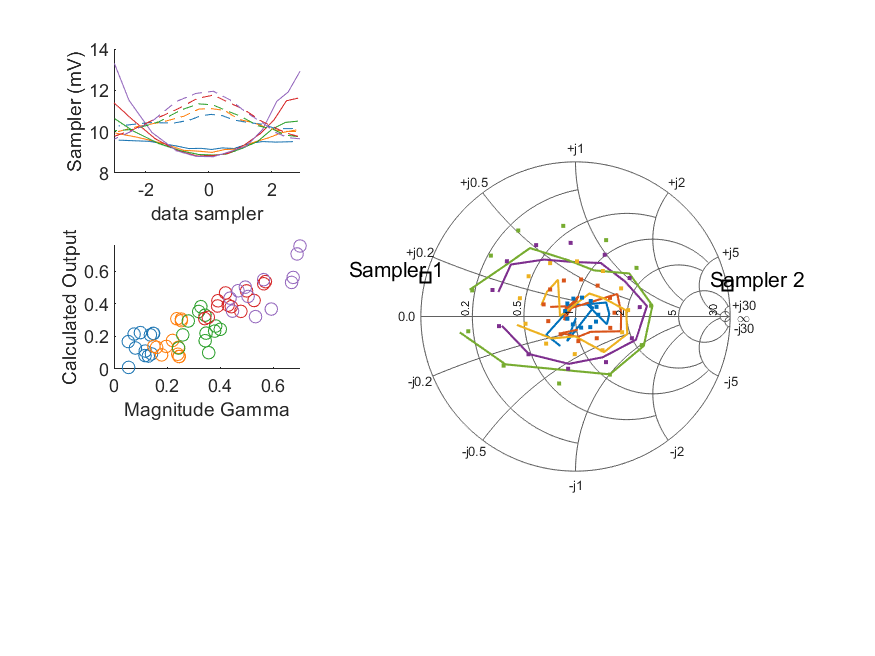 14
12
10
8
Sampler (mV)
-2
0
2
data sampler
0.6
0.4
0.2
0
Calculated Output
0
0.2
0.4
0.6
Magnitude Gamma
+j1
+j0.5
+j2
+j0.2
+j5
Sampler 1
Sampler 2
+j30
0.0
0.2
0.5
5
30
∞
-j30
-j0.2
-j5
-j0.5
-j2
-j1